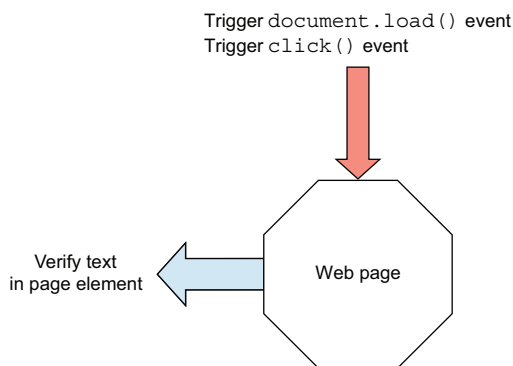 Trigger document.load() event
Trigger click() event
Verify text
in page element
Web page